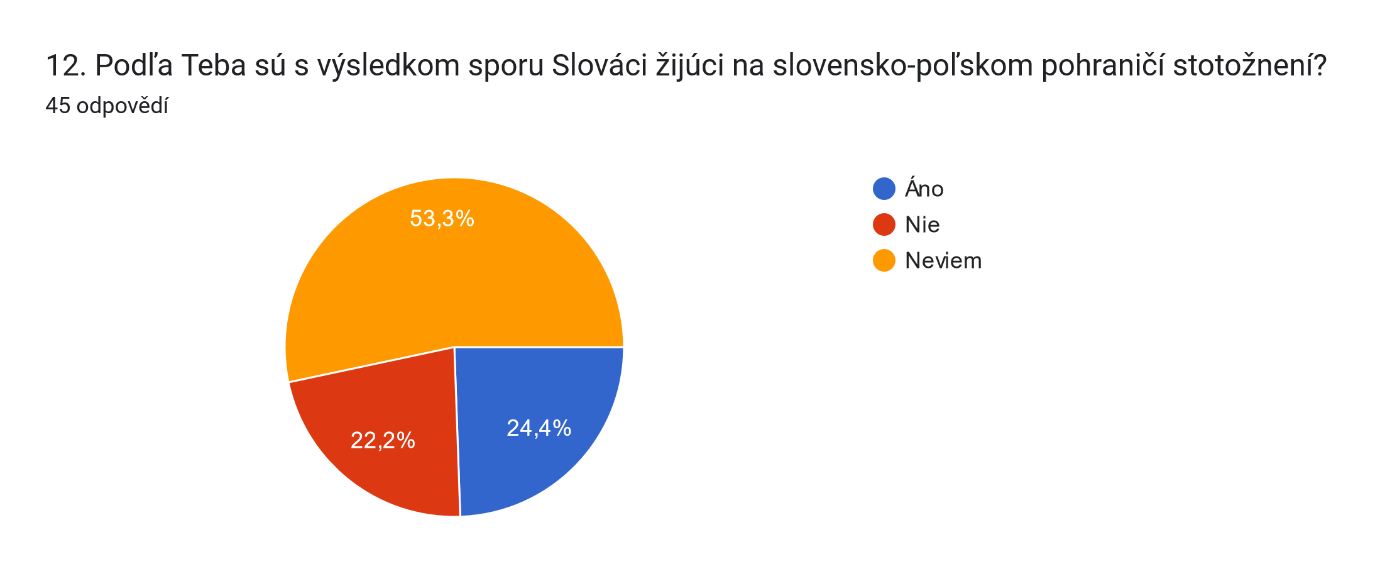 12. Podľa Teba sú s výsledkom sporu Slováci žijúci na slovensko-poľskom pohraničí stotožnení?
45 odpovědí
53,3%
22,2%
24,4%
Áno
Nie
Neviem